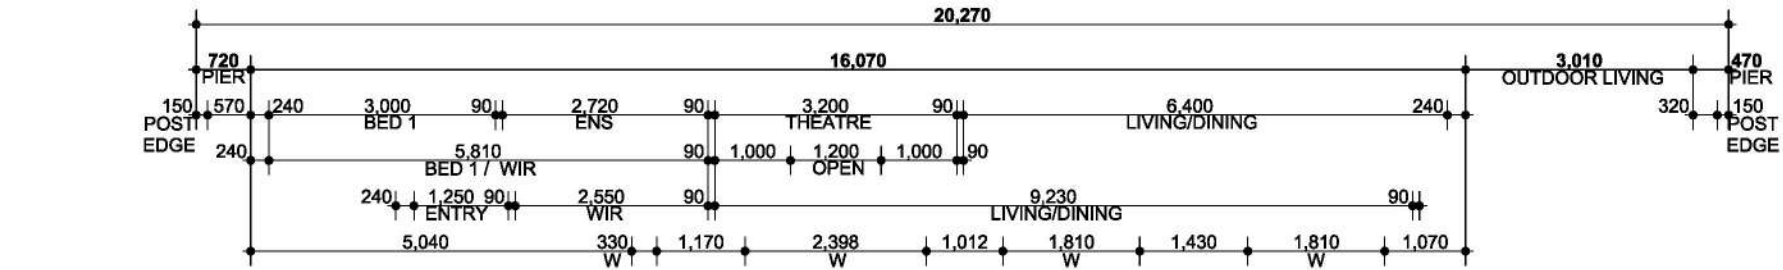 20,270
720 16,070 3,010 470
PIER OUTDOOR LIVING PIER
150 570 240 3,000 90 2,720 90 3,200 90 6,400 240 320 150
POST BED 1 ENS THEATRE LIVING/DINING POST
EDGE EDGE
240 5,810 90 1,000 1,200 1,000 90
BED 1 / WIR OPEN
240 1,250 90 2,550 90 9,230 90
ENTRY WIR LIVING/DINING
5,040 330 1,170 2,398 1,012 1,810 1,430 1,810 1,070
W W W W